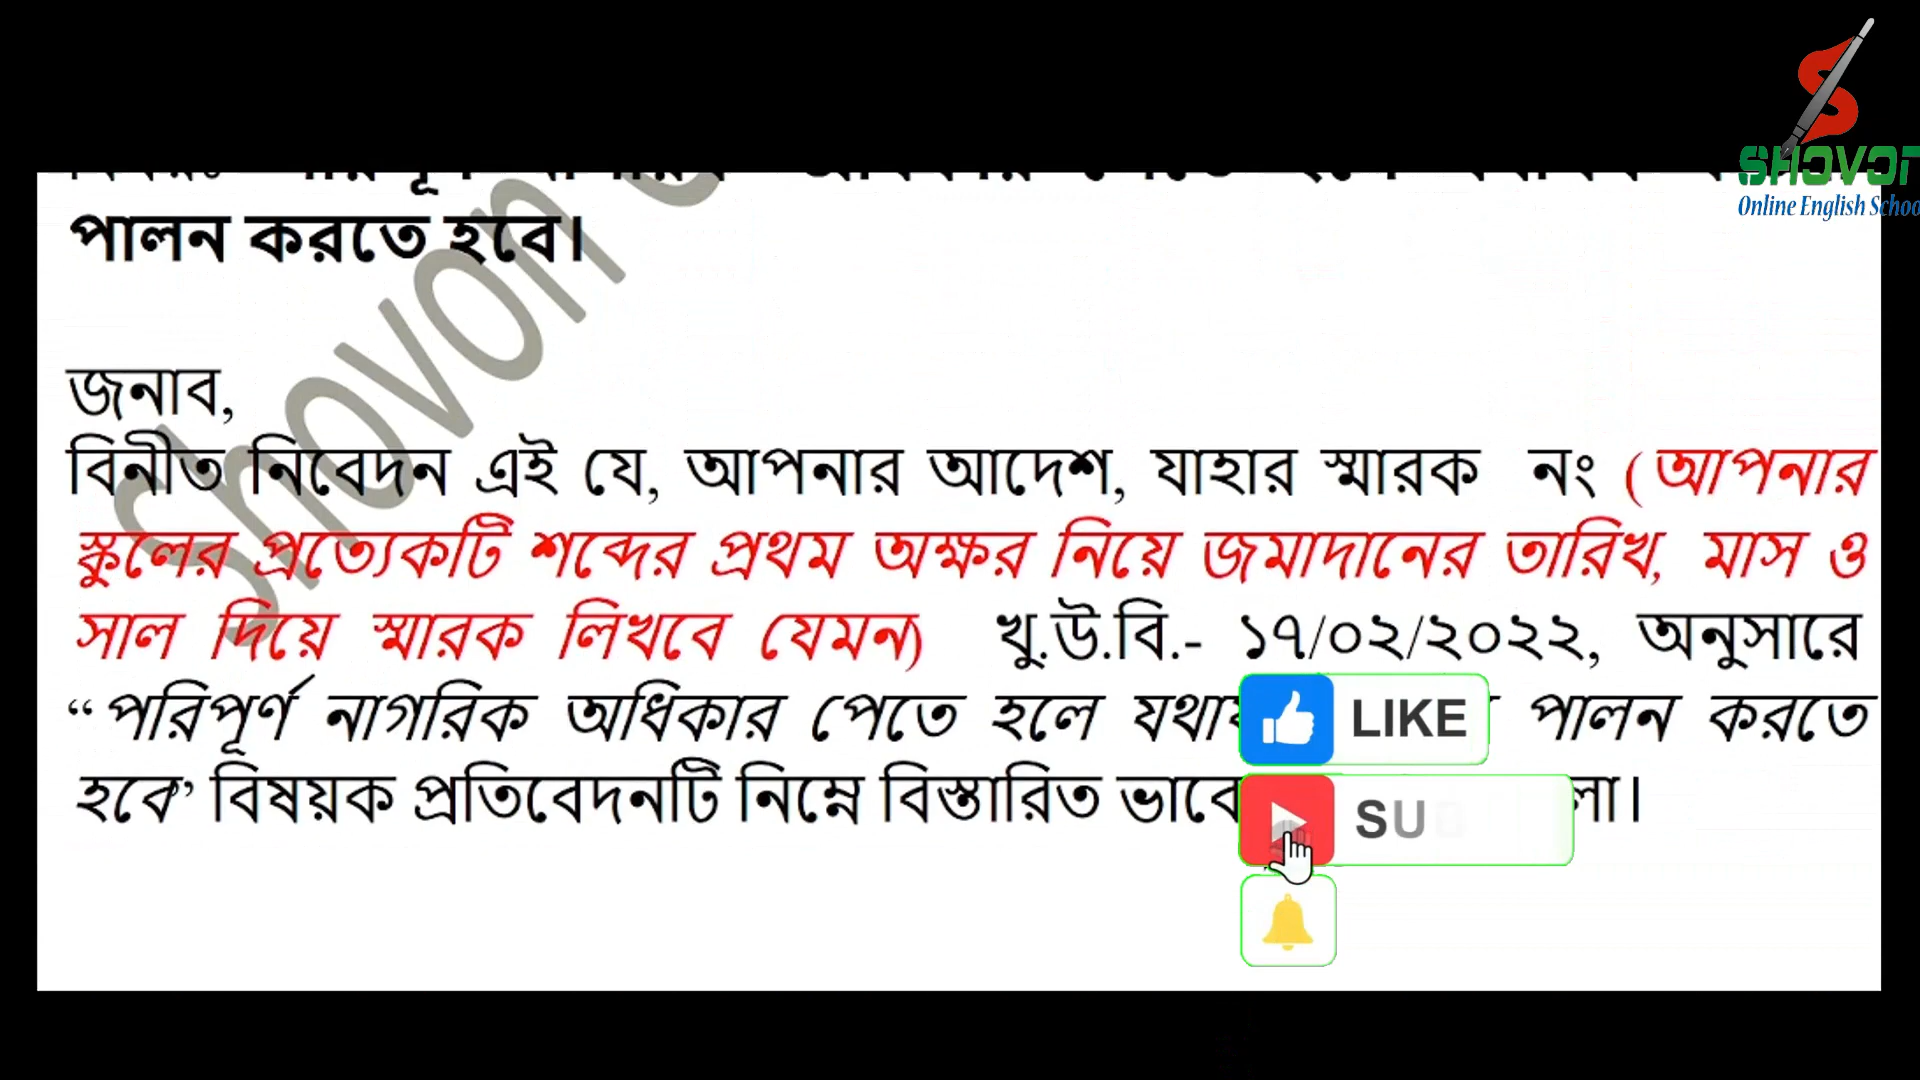 SHOVON
Online English School
পালন করতে হবে।
Shovon
জনাব,
বিনীত নিবেদন এই যে, আপনার আদেশ, যাহার স্মারক নং (আপনার
স্কুলের প্রত্যেকটি শব্দের প্রথম অক্ষর নিয়ে জমাদানের তারিখ, মাস ও
সাল দিয়ে স্মারক লিখবে যেমন) খু.উ.বি.- ১৭/০২/২০২২, অনুসারে
“পরিপূর্ণ নাগরিক অধিকার পেতে হলে পালন করতে
হবে’ বিষয়ক প্রতিবেদনটি নিম্নে বিস্তারিত ভাবে
LIKE
SU